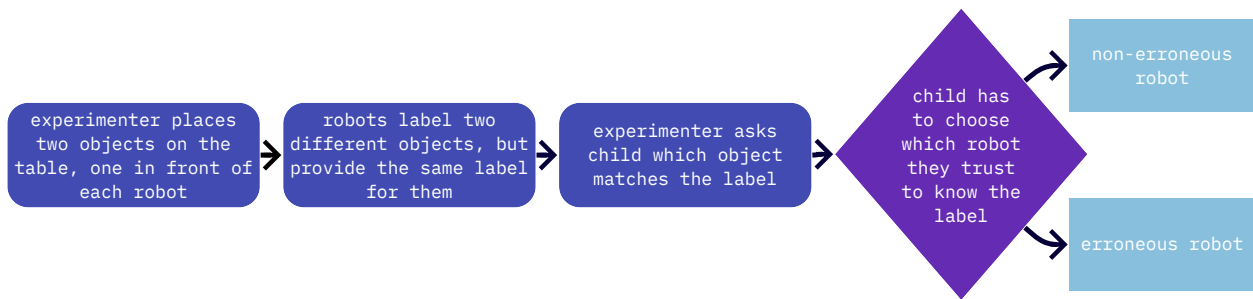 experimenter places
two objects on the
table, one in front of
each robot
robots label two
different objects, but
provide the same label
for them
experimenter asks
child which object
matches the label
child has
to choose
which robot
they trust
to know the
label
non-erroneous
robot
erroneous robot